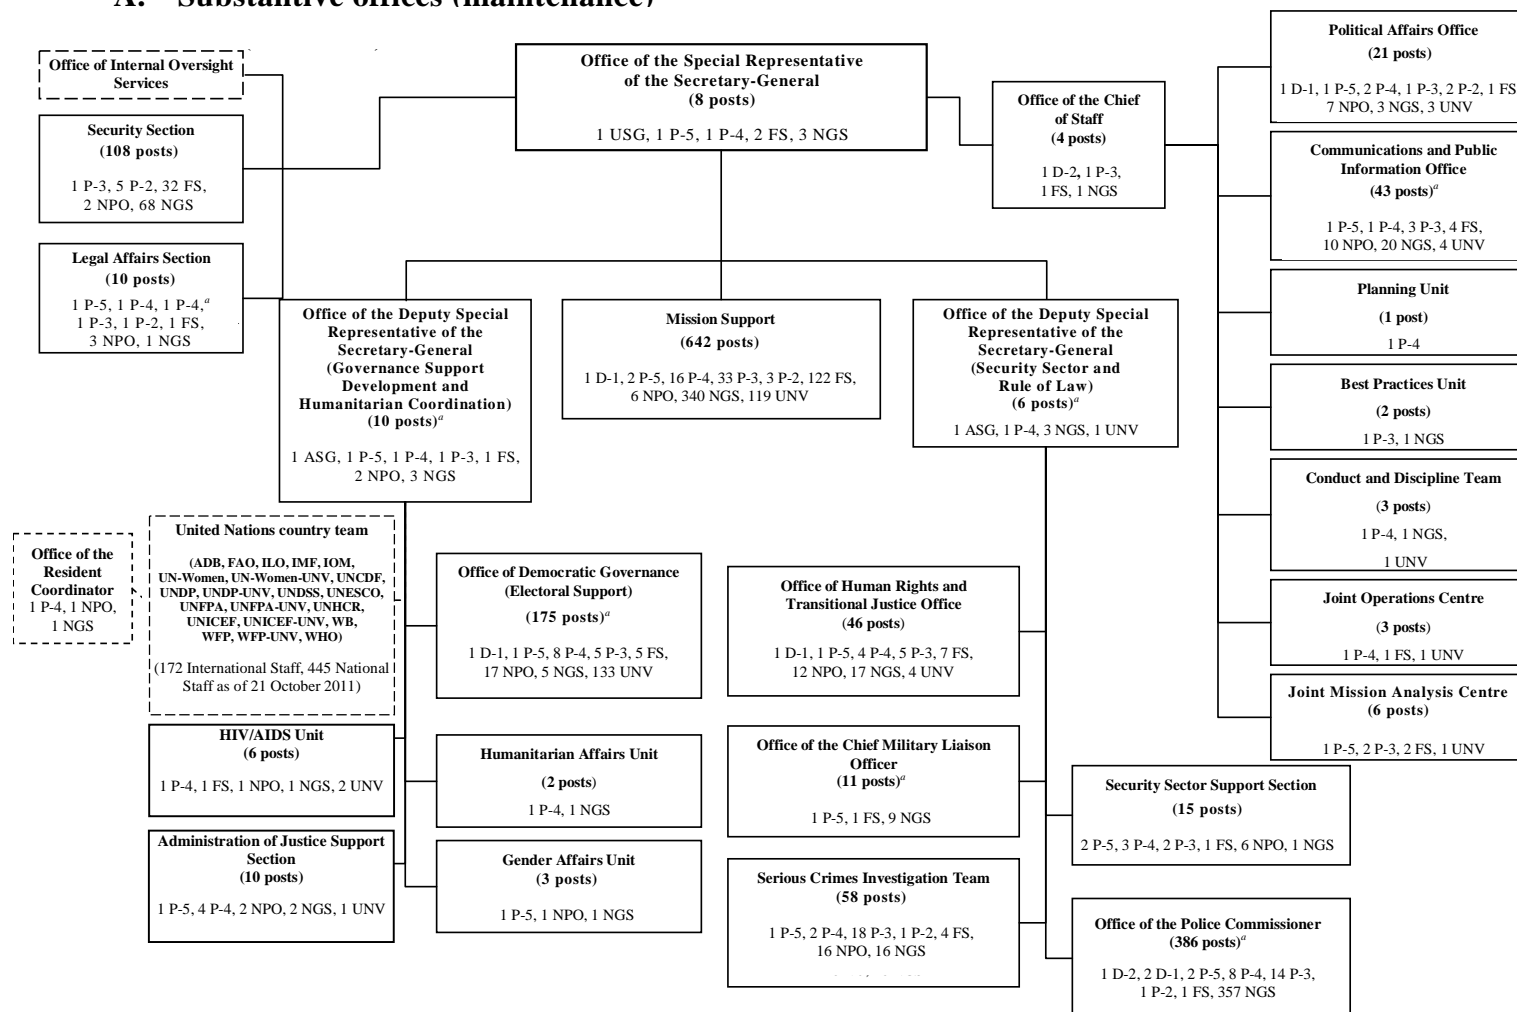 A. Substantive offices (maintenance)
Office of Internal Oversight
Services
Security Section
(108 posts)
1 P-3, 5 P-2, 32 FS,
2 NPO, 68 NGS
Legal Affairs Section
(10 posts)
1 P-5, 1 P-4, 1 P-4,a
1 P-3, 1 P-2, 1 FS,
3 NPO, 1 NGS
Office of the Special Representative
of the Secretary-General
(8 posts)
1 USG, 1 P-5, 1 P-4, 2 FS, 3 NGS
Office of the Chief
of Staff
(4 posts)
1 D-2, 1 P-3,
1 FS, 1 NGS
Political Affairs Office
(21 posts)
1 D-1, 1 P-5, 2 P-4, 1 P-3, 2 P-2, 1 FS
7 NPO, 3 NGS, 3 UNV
Communications and Public
Information Office
(43 posts)a
1 P-5, 1 P-4, 3 P-3, 4 FS,
10 NPO, 20 NGS, 4 UNV
Planning Unit
(1 post)
1 P-4
Best Practices Unit
(2 posts)
1 P-3, 1 NGS
Conduct and Discipline Team
(3 posts)
1 P-4, 1 NGS,
1 UNV
Joint Operations Centre
(3 posts)
1 P-4, 1 FS, 1 UNV
Joint Mission Analysis Centre
(6 posts)
1 P-5, 2 P-3, 2 FS, 1 UNV
Office of the Deputy Special
Representative of the
Secretary-General
(Governance Support
Development and
Humanitarian Coordination)
(10 posts)a
1 ASG, 1 P-5, 1 P-4, 1 P-3, 1 FS,
2 NPO, 3 NGS
Mission Support
(642 posts)
1 D-1, 2 P-5, 16 P-4, 33 P-3, 3 P-2, 122 FS,
6 NPO, 340 NGS, 119 UNV
Office of the Deputy Special
Representative of the
Secretary-General
(Security Sector and
Rule of Law)
(6 posts)a
1 ASG, 1 P-4, 3 NGS, 1 UNV
Office of the
Resident
Coordinator
1 P-4, 1 NPO,
1 NGS
United Nations country team
(ADB, FAO, ILO, IMF, IOM,
UN-Women, UN-Women-UNV, UNCDF,
UNDP, UNDP-UNV, UNDSS, UNESCO,
UNFPA, UNFPA-UNV, UNHCR,
UNICEF, UNICEF-UNV, WB,
WFP, WFP-UNV, WHO)
(172 International Staff, 445 National
Staff as of 21 October 2011)
HIV/AIDS Unit
(6 posts)
1 P-4, 1 FS, 1 NPO, 1 NGS, 2 UNV
Administration of Justice Support
Section
(10 posts)
1 P-5, 4 P-4, 2 NPO, 2 NGS, 1 UNV
Office of Democratic Governance
(Electoral Support)
(175 posts)a
1 D-1, 1 P-5, 8 P-4, 5 P-3, 5 FS,
17 NPO, 5 NGS, 133 UNV
Humanitarian Affairs Unit
(2 posts)
1 P-4, 1 NGS
Gender Affairs Unit
(3 posts)
1 P-5, 1 NPO, 1 NGS
Office of Human Rights and
Transitional Justice Office
(46 posts)
1 D-1, 1 P-5, 4 P-4, 5 P-3, 7 FS,
12 NPO, 17 NGS, 4 UNV
Office of the Chief Military Liaison
Officer
(11 posts)a
1 P-5, 1 FS, 9 NGS
Serious Crimes Investigation Team
(58 posts)
1 P-5, 2 P-4, 18 P-3, 1 P-2, 4 FS,
16 NPO, 16 NGS
Security Sector Support Section
(15 posts)
2 P-5, 3 P-4, 2 P-3, 1 FS, 6 NPO, 1 NGS
Office of the Police Commissioner
(386 posts)a
1 D-2, 2 D-1, 2 P-5, 8 P-4, 14 P-3,
1 P-2, 1 FS, 357 NGS